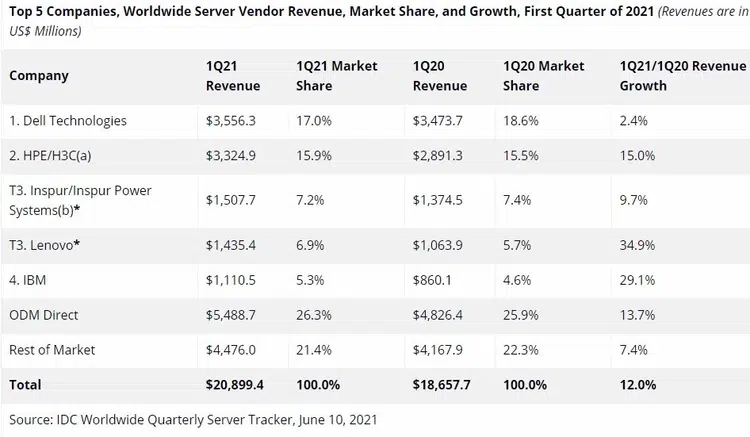 Top 5 Companies, Worldwide Server Vendor Revenue, Market Share, and Growth, First Quarter of 2021 (Revenues are in
US$ Millions)
Company 1Q21 Revenue 1Q21 Market Share 1Q20 Revenue 1Q20 Market Share 1Q21/1Q20 Revenue Growth
1. Dell Technologies $3,556.3 17.0% $3,473.7 18.6% 2.4%
2. HPE/H3C(a) $3,324.9 15.9% $2,891.3 15.5% 15.0%
T3. Inspur/Inspur Power Systems(b)* $1,507.7 7.2% $1,374.5 7.4% 9.7%
T3. Lenovo* $1,435.4 6.9% $1,063.9 5.7% 34.9%
4. IBM $1,110.5 5.3% $860.1 4.6% 29.1%
ODM Direct $5,488.7 26.3% $4,826.4 25.9% 13.7%
Rest of Market $4,476.0 21.4% $4,167.9 22.3% 7.4%
Total $20,899.4 100.0% $18,657.7 100.0% 12.0%
Source: IDC Worldwide Quarterly Server Tracker, June 10, 2021